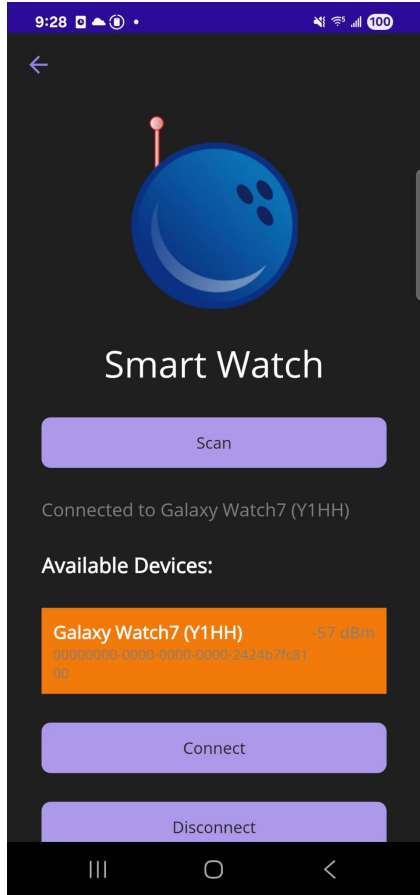 9:28
100
Smart Watch
Scan
Connected to Galaxy Watch7 (Y1HH)
Available Devices:
Galaxy Watch7 (Y1HH) -57 dBm
00000000-0000-0000-0000-2424b7fc81
00
Connect
Disconnect